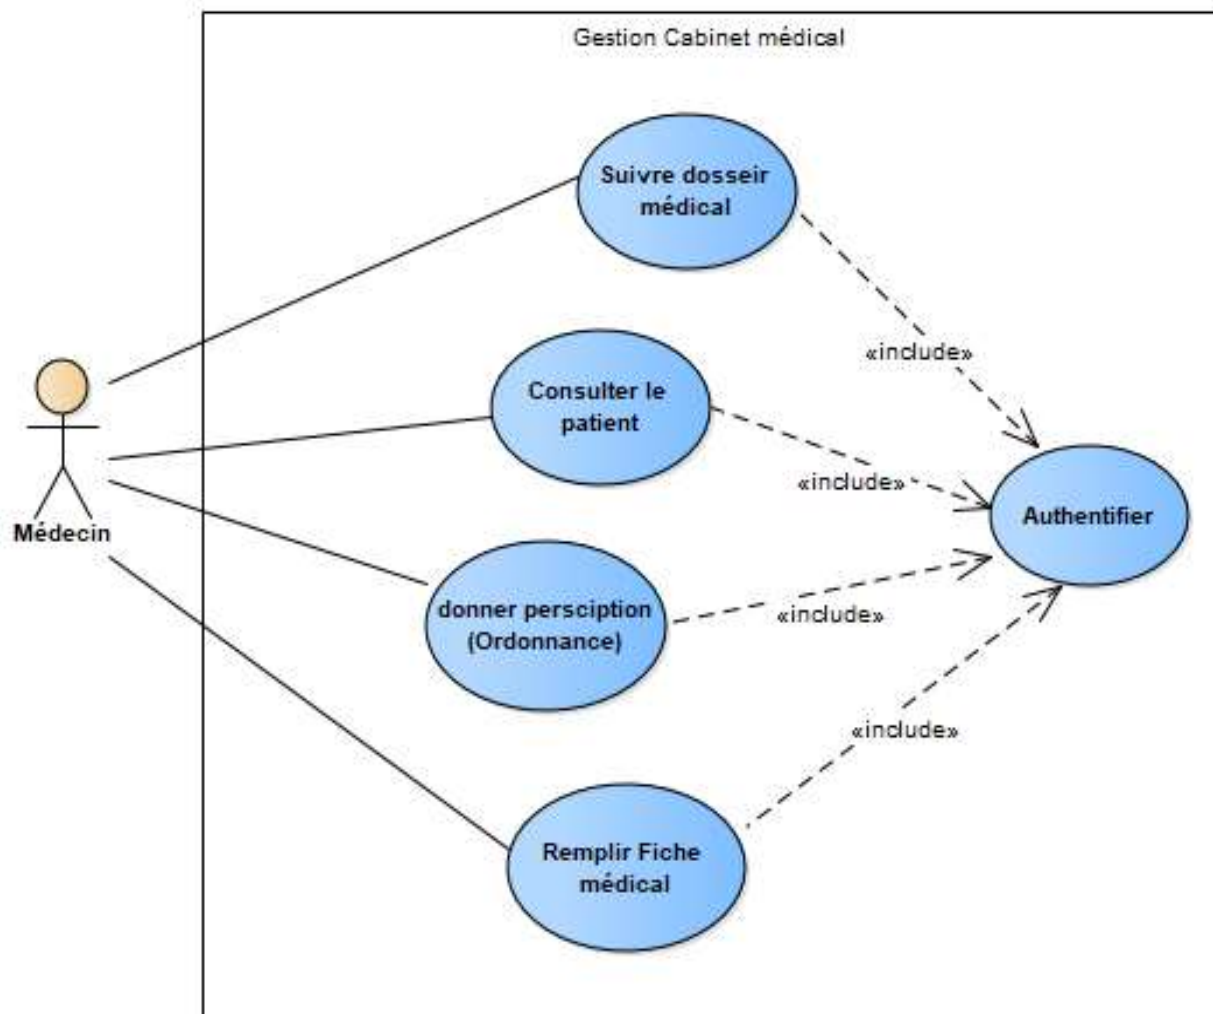 Gestion Cabinet médical
Suivre dosseir
médical
«include»
Consulter le
patient
«include»
Authentifier
Médecin
donner persciption
(Ordonnance)
«include»
«include»
Remplir Fiche
médical